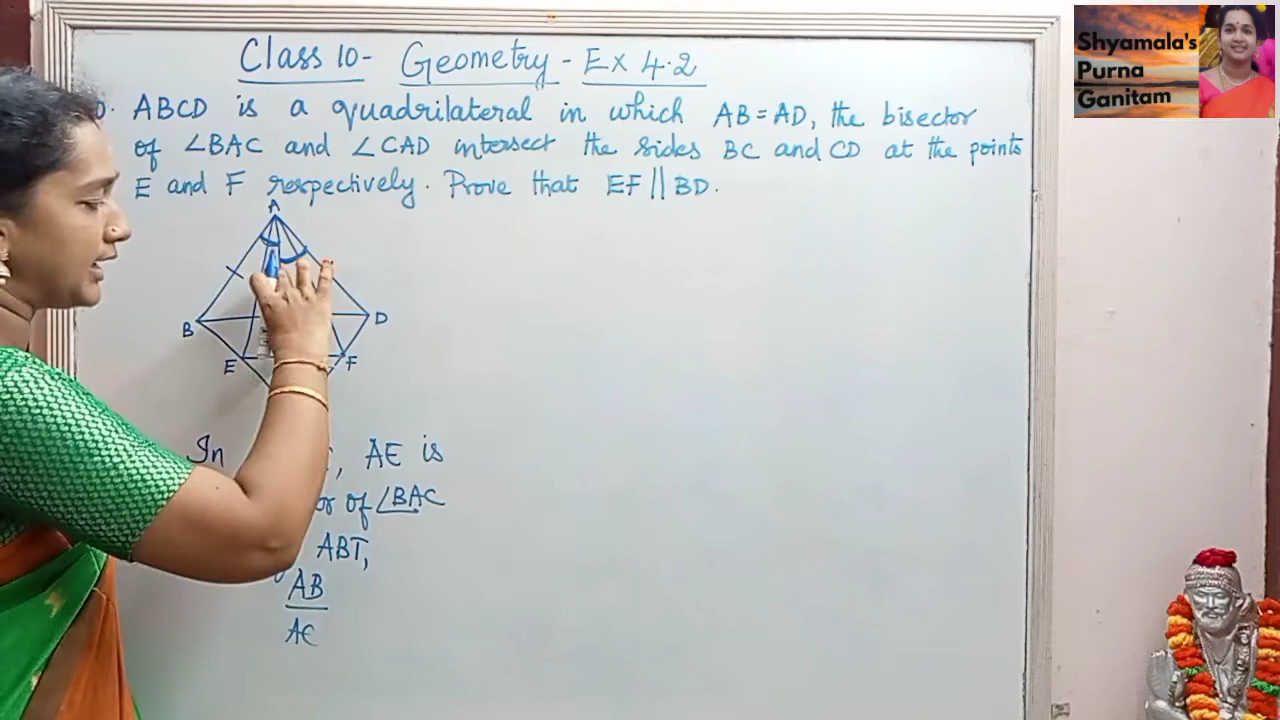 Class 10- Geometry - Ex 4.2
ABCD is a quadrilateral in which AB=AD, the bisector
of ∠BAC and ∠CAD intersect the sides BC and CD at the points
E and F respectively. Prove that EF||BD.
A
B
D
E
F
In , AE is
of ∠BAC
ABT,
AB
AC
Shyamala's
Purna
Ganitam